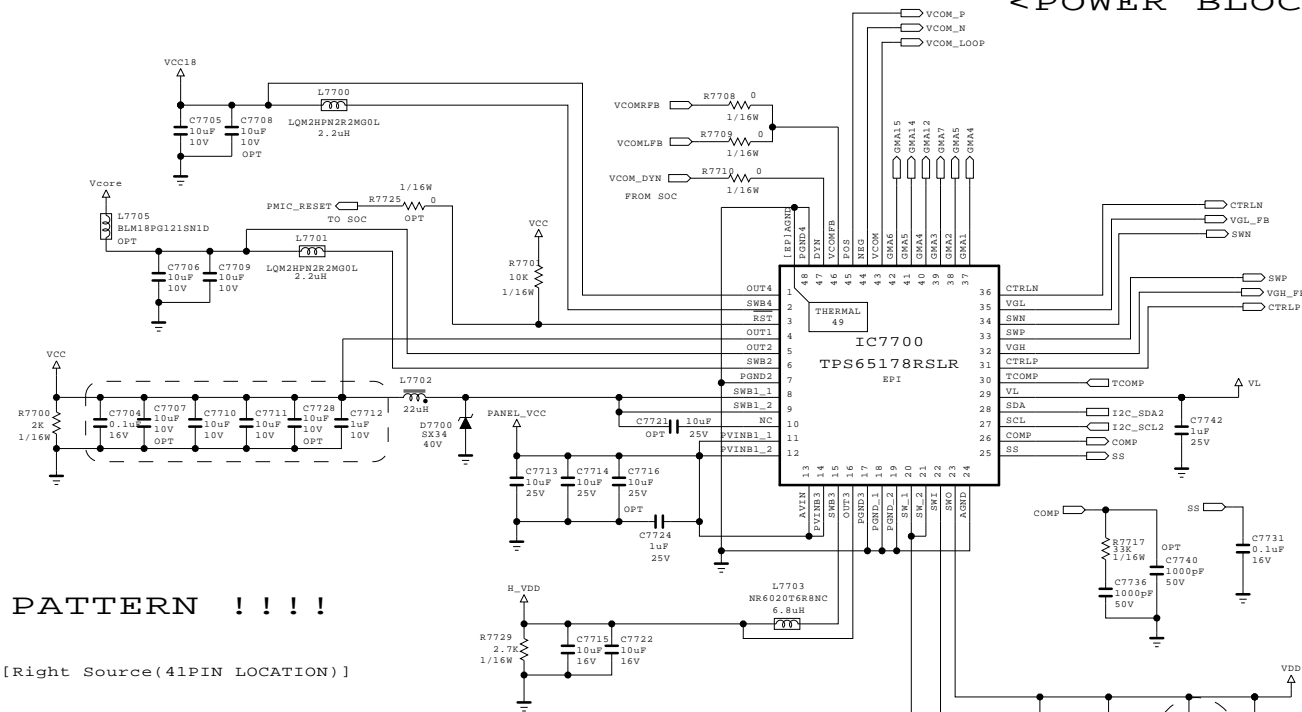 <POWER BLOC
VCOM_P
VCOM_N
VCOM_LOOP
VCC18
L7700
LQM2HPN2R2MG0L
2.2uH
C7705
10uF
10V
C7708
10uF
10V
OPT
VCOMRFB
R7708
0
1/16W
VCOMLFB
R7709
0
1/16W
VCOM_DYN
R7710
0
1/16W
FROM SOC
GMA15
GMA14
GMA12
GMA7
GMA5
GMA4
Vcore
L7705
BLM18PG121SN1D
OPT
1/16W
PMIC_RESET
R7725
0
TO SOC
OPT
L7701
LQM2HPN2R2MG0L
2.2uH
C7706
10uF
10V
C7709
10uF
10V
VCC
R7701
10K
1/16W
CTRLN
VGL_FB
SWN
SWP
VGH_F
CTRLP
[EP]AGND
PGND4
DYN
VCOMFB
POS
NEG
VCOM
GMA6
GMA5
GMA4
GMA3
GMA2
GMA1
48
47
46
45
44
43
42
41
40
39
38
37
OUT4
1
SWB4
2
RST
3
OUT1
4
OUT2
5
SWB2
6
PGND2
7
SWB1_1
8
SWB1_2
9
NC
10
PVINB1_1
11
PVINB1_2
12
THERMAL
49
IC7700
TPS65178RSLR
EPI
36
CTRLN
35
VGL
34
SWN
33
SWP
32
VGH
31
CTRLP
30
TCOMP
29
VL
28
SDA
27
SCL
26
COMP
25
SS
TCOMP
VL
I2C_SDA2
I2C_SCL2
COMP
SS
C7742
1uF
25V
13
14
15
16
17
18
19
20
21
22
23
24
AVIN
PVINB3
SWB3
OUT3
PGND3
PGND_1
PGND_2
SW_1
SW_2
SWI
SWO
AGND
VCC
R7700
2K
1/16W
C7704
0.1uF
16V
C7707
10uF
10V
OPT
C7710
10uF
10V
C7711
10uF
10V
C7728
10uF
10V
OPT
C7712
1uF
10V
L7702
22uH
D7700
SX34
40V
PANEL_VCC
C7721
10uF
OPT
25V
C7713
10uF
25V
C7714
10uF
25V
C7716
10uF
25V
OPT
C7724
1uF
25V
COMP
R7717
33K
1/16W
C7736
1000pF
50V
OPT
C7740
1000pF
50V
SS
C7731
0.1uF
16V
PATTERN !!!!
[Right Source(41PIN LOCATION)]
H_VDD
R7729
2.7K
1/16W
C7715
10uF
16V
C7722
10uF
16V
L7703
NR6020T6R8NC
6.8uH
VDD